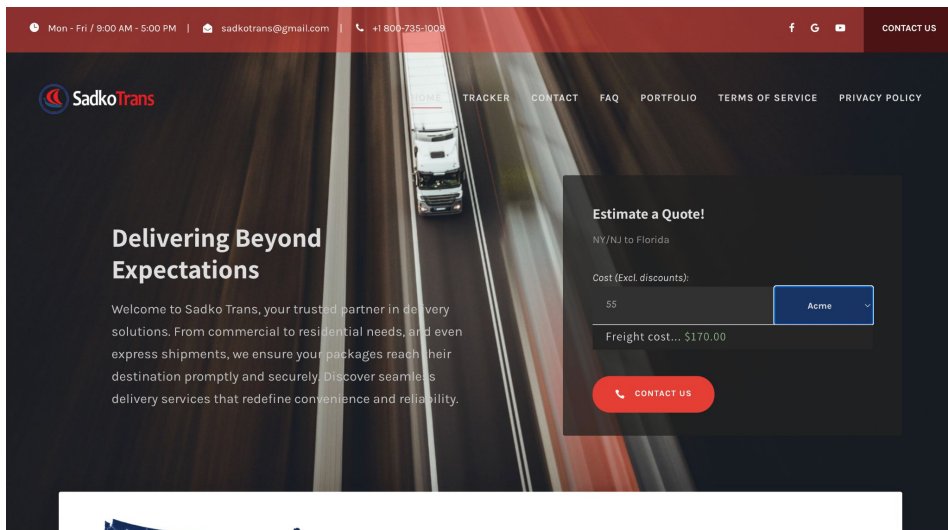 Mon - Fri / 9:00 AM - 5:00 PM | sadkotrans@gmail.com | +1 800-735-1009 CONTACT US
SadkoTrans HOME TRACKER CONTACT FAQ PORTFOLIO TERMS OF SERVICE PRIVACY POLICY
Delivering Beyond
Expectations
Welcome to Sadko Trans, your trusted partner in delivery
solutions. From commercial to residential needs, and even
express shipments, we ensure your packages reach their
destination promptly and securely. Discover seamless
delivery services that redefine convenience and reliability.
Estimate a Quote!
NY/NJ to Florida
Cost (Excl. discounts):
55 Acme
Freight cost... $170.00
CONTACT US